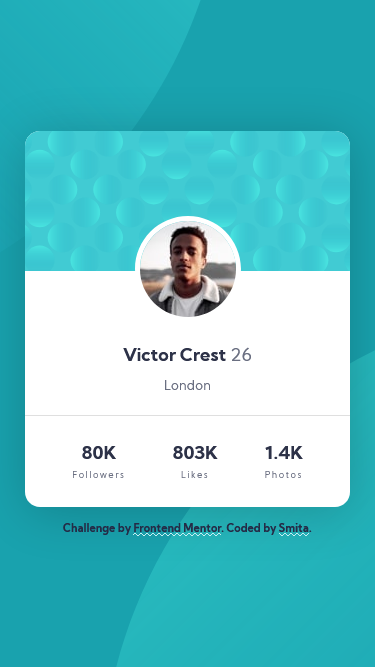 Victor Crest 26
London
80K 803K 1.4K
Followers Likes Photos
Challenge by Frontend Mentor. Coded by Smita.